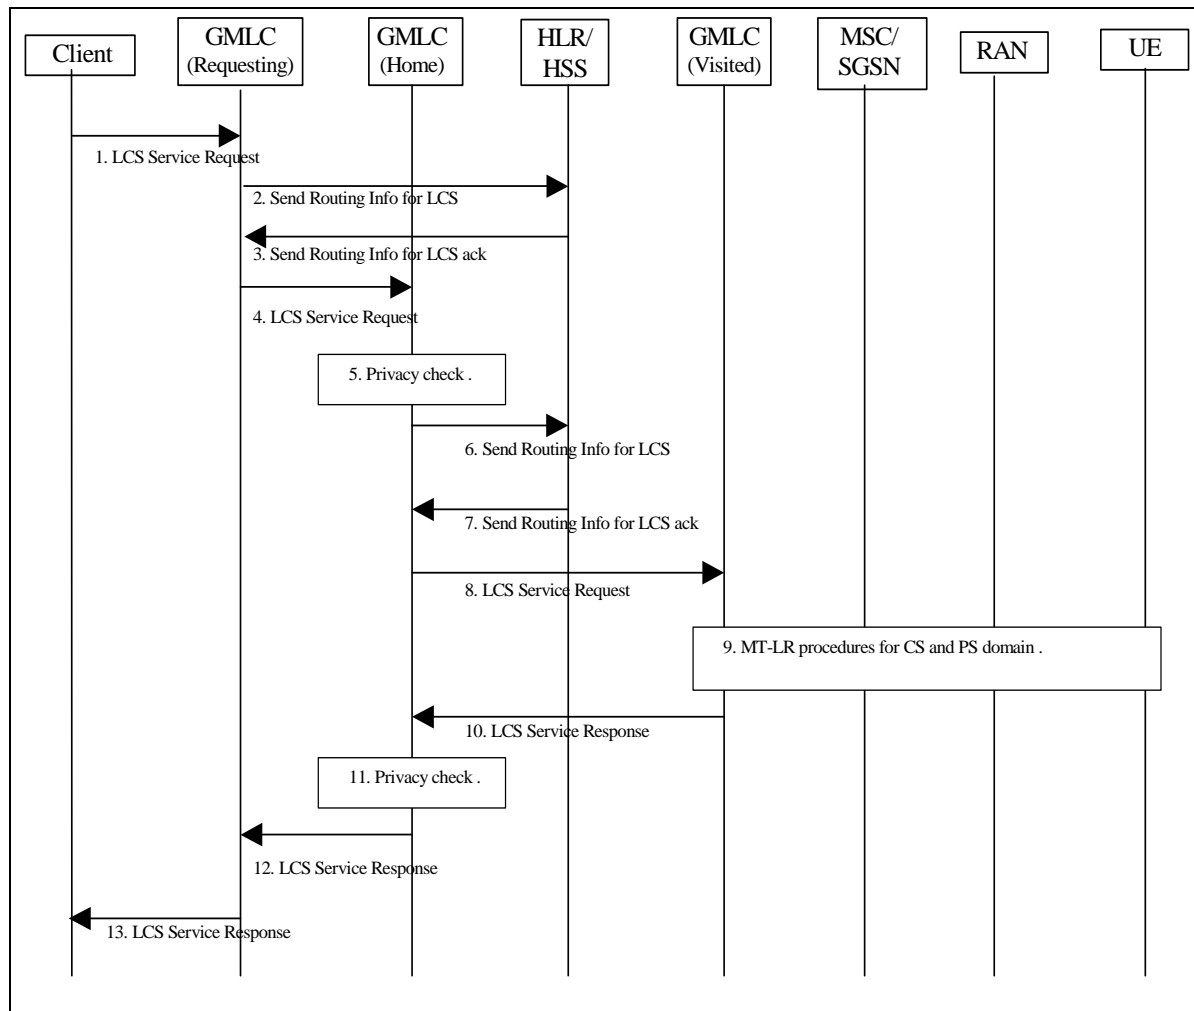 Client
GMLC
(Requesting)
GMLC
(Home)
HLR/
HSS
GMLC
(Visited)
MSC/
SGSN
RAN
UE
1. LCS Service Request
2. Send Routing Info for LCS
3. Send Routing Info for LCS ack
4. LCS Service Request
5. Privacy check .
6. Send Routing Info for LCS
7. Send Routing Info for LCS ack
8. LCS Service Request
9. MT-LR procedures for CS and PS domain .
10. LCS Service Response
11. Privacy check .
12. LCS Service Response
13. LCS Service Response